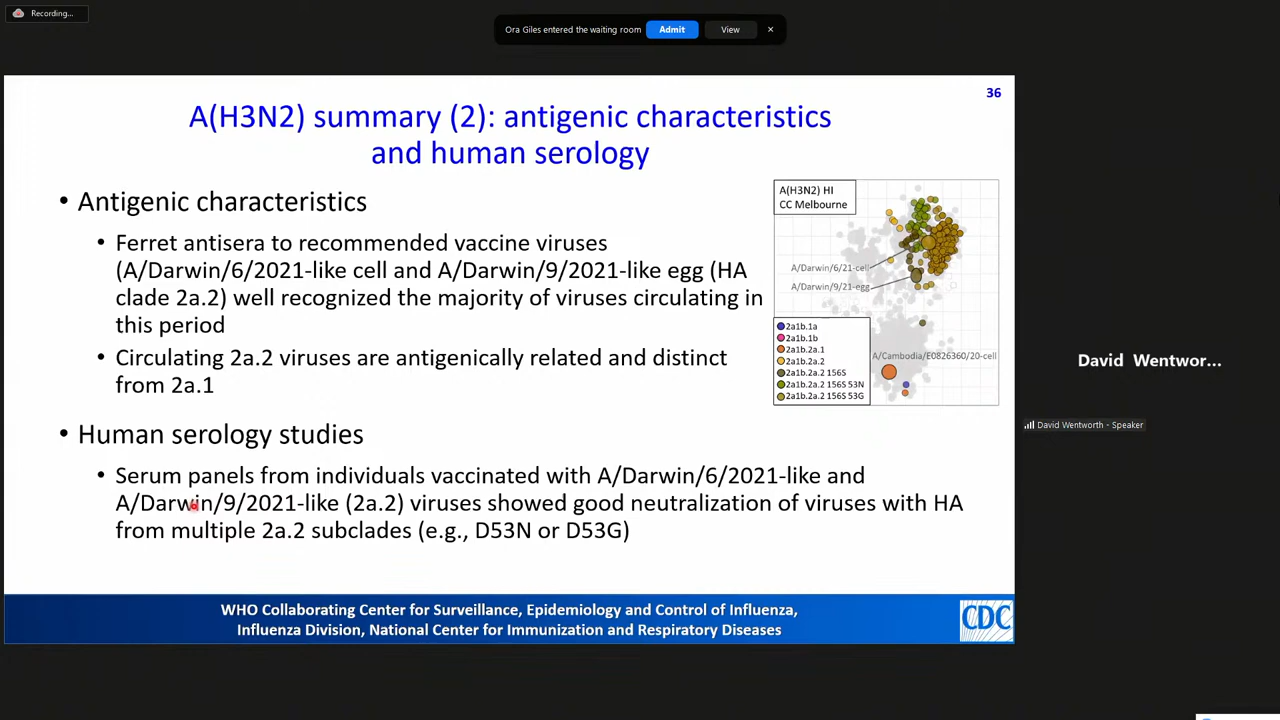 Recording...
Ora Giles entered the waiting room Admit View
36
A(H3N2) summary (2): antigenic characteristics
and human serology
• Antigenic characteristics
• Ferret antisera to recommended vaccine viruses
(A/Darwin/6/2021-like cell and A/Darwin/9/2021-like egg (HA
clade 2a.2) well recognized the majority of viruses circulating in
this period
• Circulating 2a.2 viruses are antigenically related and distinct
from 2a.1
A(H3N2) HI
CC Melbourne
A/Darwin/6/21-cell
A/Darwin/9/21-egg
A/Cambodia/E0826360/20-cell
2a1b.1a
2a1b.1b
2a1b.2a.1
2a1b.2a.2
2a1b.2a.2 156S
2a1b.2a.2 156S 53N
2a1b.2a.2 156S 53G
• Human serology studies
• Serum panels from individuals vaccinated with A/Darwin/6/2021-like and
A/Darwin/9/2021-like (2a.2) viruses showed good neutralization of viruses with HA
from multiple 2a.2 subclades (e.g., D53N or D53G)
WHO Collaborating Center for Surveillance, Epidemiology and Control of Influenza,
Influenza Division, National Center for Immunization and Respiratory Diseases
CDC
David Wentwor...
David Wentworth - Speaker